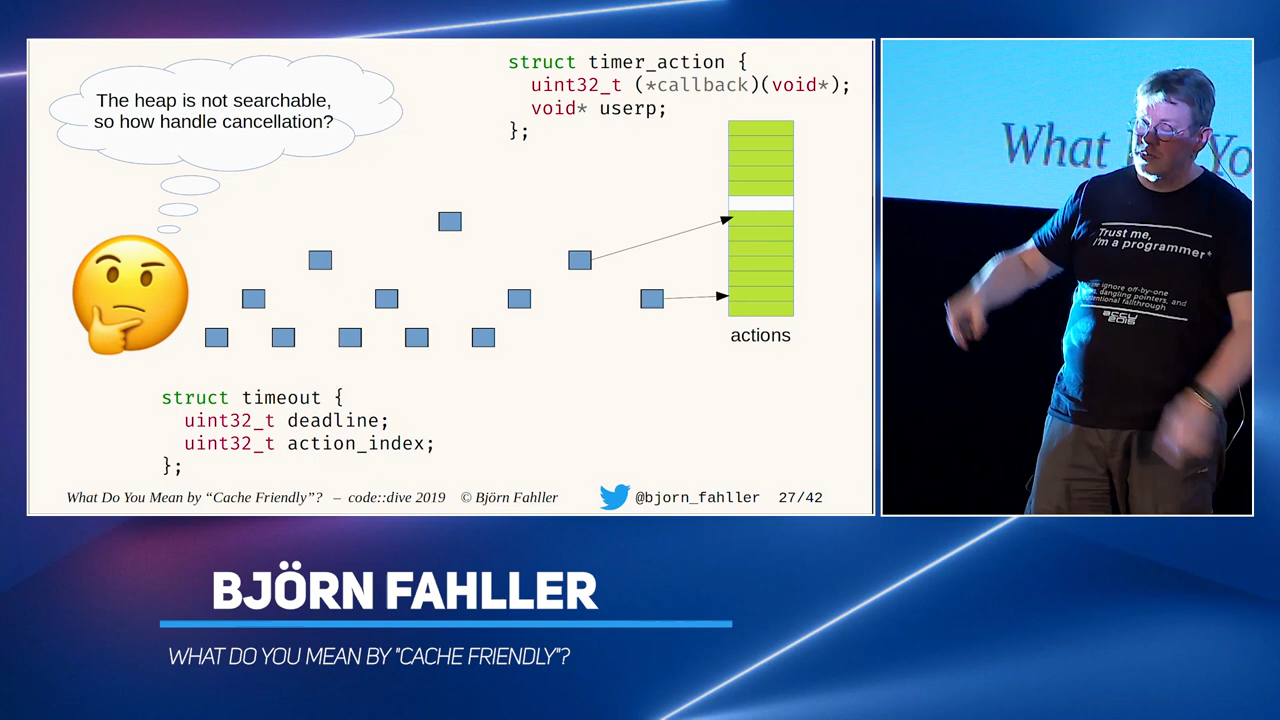 The heap is not searchable,
so how handle cancellation?
struct timer_action {
uint32_t (*callback)(void*);
void* userp;
};
actions
struct timeout {
uint32_t deadline;
uint32_t action_index;
};
What Do You Mean by “Cache Friendly”? – code::dive 2019 © Björn Fahller
@bjorn_fahller 27/42
What
Yo
Trust me,
I'm a programmer*
ignore off-by-one
dangling pointers, and
fallthrough
accu
2016
BJÖRN FAHLLER
WHAT DO YOU MEAN BY "CACHE FRIENDLY"?